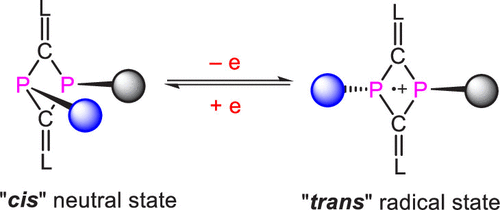 L
C
P P
C
L
– e
+ e
L
C
P •+ P
C
L
"cis" neutral state
"trans" radical state